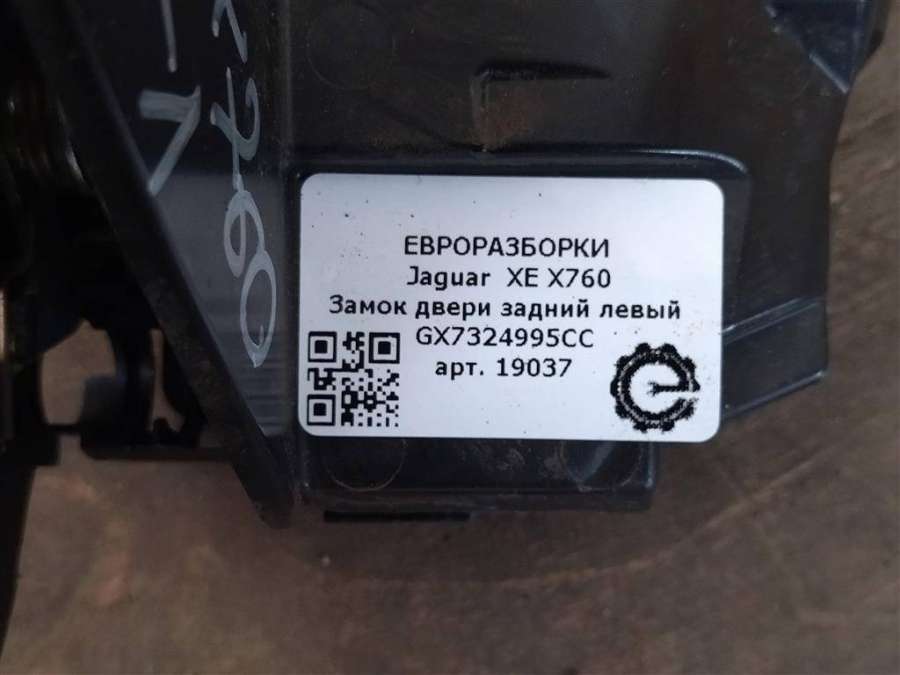 ЕВРОРАЗБОРКИ
Jaguar XE X760
Замок двери задний левый
GX7324995CC
арт. 19037